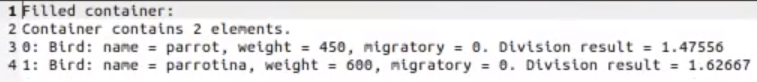 1 Filled container:
2 Container contains 2 elements.
3 0: Bird: name = parrot, weight = 450, migratory = 0. Division result = 1.47556
4 1: Bird: name = parrotina, weight = 600, migratory = 0. Division result = 1.62667